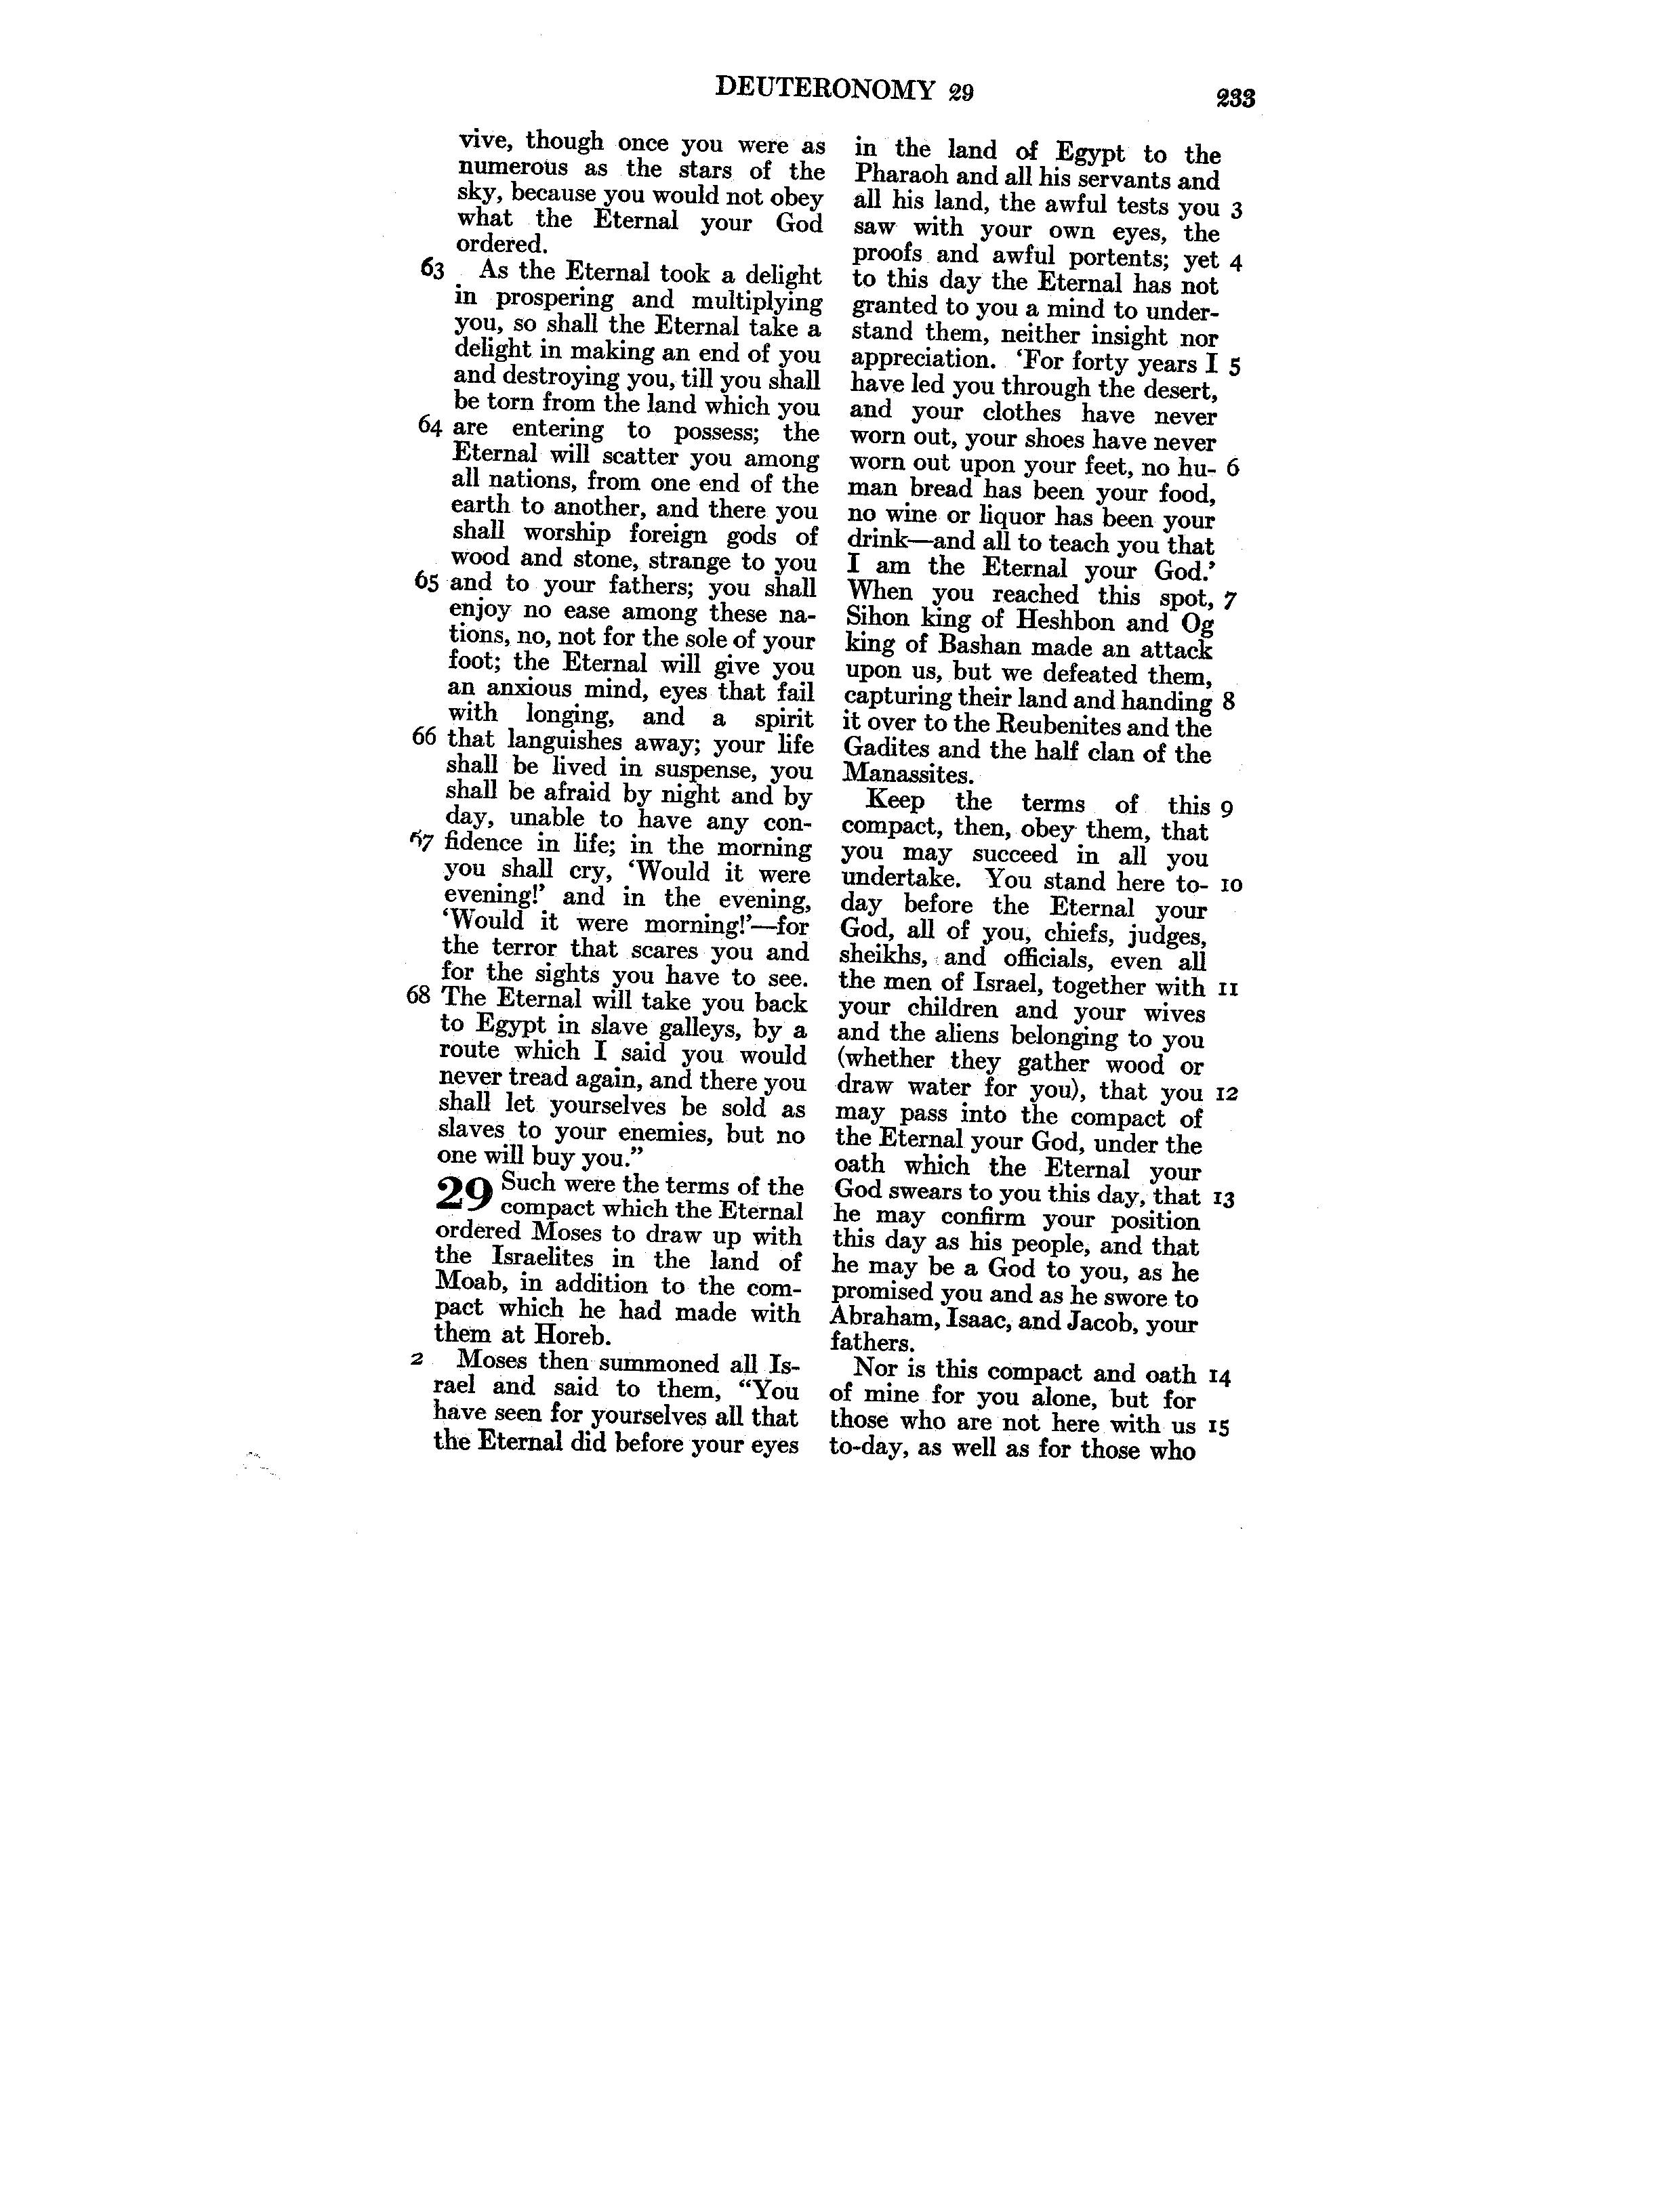 DEUTERONOMY 29
233
vive, though once you were as
numerous as the stars of the
sky, because you would not obey
what the Eternal your God
ordered.
63 As the Eternal took a delight
in prospering and multiplying
you, so shall the Eternal take a
delight in making an end of you
and destroying you, till you shall
be torn from the land which you
64 are entering to possess; the
Eternal will scatter you among
all nations, from one end of the
earth to another, and there you
shall worship foreign gods of
wood and stone, strange to you
65 and to your fathers; you shall
enjoy no ease among these na-
tions, no, not for the sole of your
foot; the Eternal will give you
an anxious mind, eyes that fail
with longing, and a spirit
66 that languishes away; your life
shall be lived in suspense, you
shall be afraid by night and by
day, unable to have any con-
67 fidence in life; in the morning
you shall cry, ‘Would it were
evening!’ and in the evening,
‘Would it were morning!’—for
the terror that scares you and
for the sights you have to see.
68 The Eternal will take you back
to Egypt in slave galleys, by a
route which I said you would
never tread again, and there you
shall let yourselves be sold as
slaves to your enemies, but no
one will buy you.”
29 Such were the terms of the
compact which the Eternal
ordered Moses to draw up with
the Israelites in the land of
Moab, in addition to the com-
pact which he had made with
them at Horeb.
2 Moses then summoned all Is-
rael and said to them, “You
have seen for yourselves all that
the Eternal did before your eyes
in the land of Egypt to the
Pharaoh and all his servants and
all his land, the awful tests you 3
saw with your own eyes, the
proofs and awful portents; yet 4
to this day the Eternal has not
granted to you a mind to under-
stand them, neither insight nor
appreciation. ‘For forty years I 5
have led you through the desert,
and your clothes have never
worn out, your shoes have never
worn out upon your feet, no hu- 6
man bread has been your food,
no wine or liquor has been your
drink—and all to teach you that
I am the Eternal your God.’
When you reached this spot, 7
Sihon king of Heshbon and Og
king of Bashan made an attack
upon us, but we defeated them,
capturing their land and handing 8
it over to the Reubenites and the
Gadites and the half clan of the
Manassites.
Keep the terms of this 9
compact, then, obey them, that
you may succeed in all you
undertake. You stand here to- 10
day before the Eternal your
God, all of you, chiefs, judges,
sheikhs, and officials, even all
the men of Israel, together with 11
your children and your wives
and the aliens belonging to you
(whether they gather wood or
draw water for you), that you 12
may pass into the compact of
the Eternal your God, under the
oath which the Eternal your
God swears to you this day, that 13
he may confirm your position
this day as his people, and that
he may be a God to you, as he
promised you and as he swore to
Abraham, Isaac, and Jacob, your
fathers.
Nor is this compact and oath 14
of mine for you alone, but for
those who are not here with us 15
to-day, as well as for those who